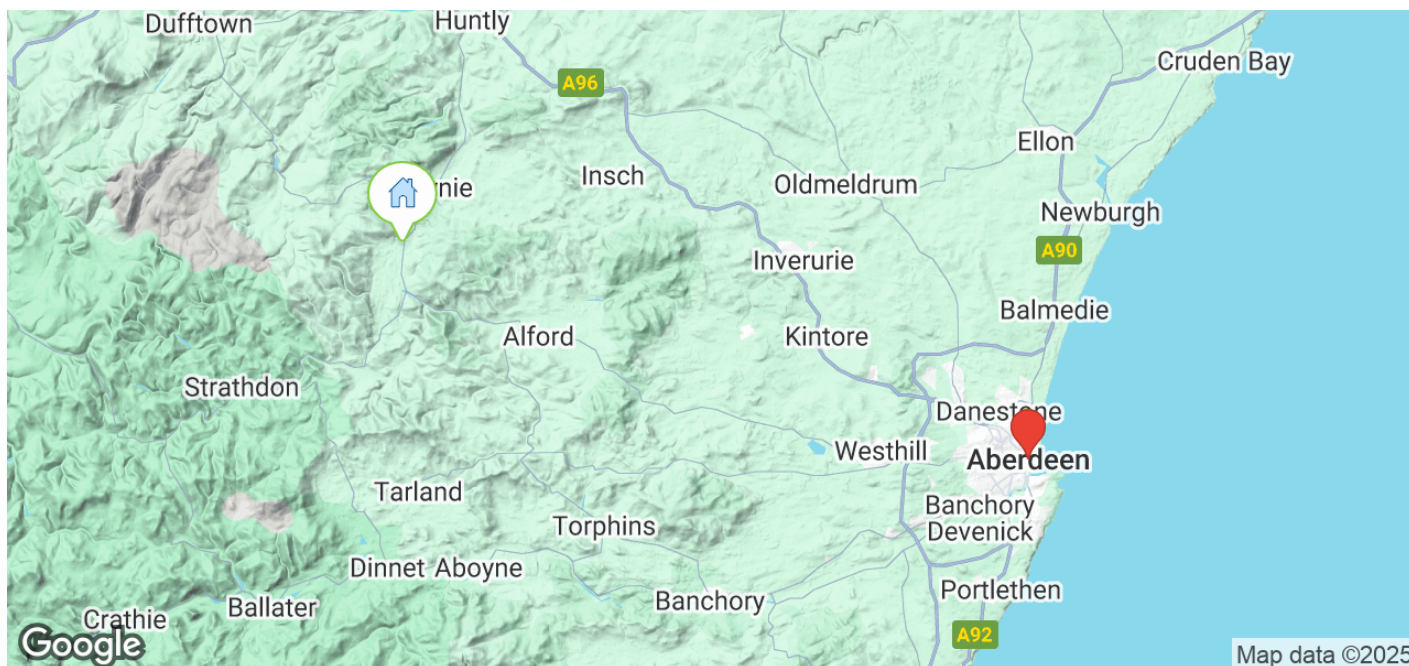 Dufftown
Huntly
Cruden Bay
A96
Ellon
Insch
Oldmeldrum
nie
Newburgh
A90
Inverurie
Balmedie
Alford
Kintore
Strathdon
Danestone
Westhill
Aberdeen
Tarland
Banchory
Devenick
Torphins
Dinnet
Aboyne
Portlethen
Banchory
Ballater
Crathie
A92
Google
Map data ©2025